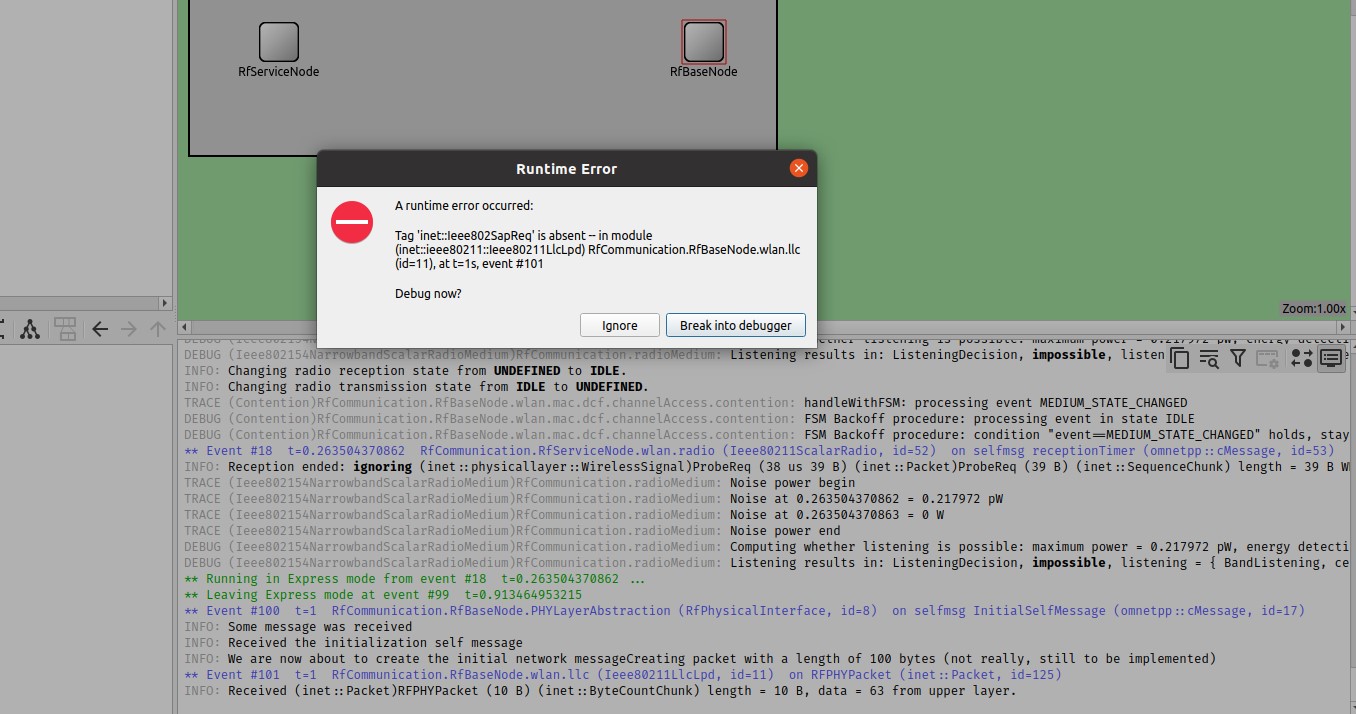 RfServiceNode
RfBaseNode
Runtime Error
A runtime error occurred:
Tag 'inet::Ieee802SapReq' is absent -- in module
(inet::ieee80211::Ieee80211LlcLpd) RfCommunication.RfBaseNode.wlan.llc
(id=11), at t=1s, event #101
Debug now?
Ignore
Break into debugger
Zoom:1.00x
DEBUG (Ieee802154NarrowbandScalarRadioMedium)RfCommunication.radioMedium: Listening results in: ListeningDecision, impossible, listen
INFO: Changing radio reception state from UNDEFINED to IDLE.
INFO: Changing radio transmission state from IDLE to UNDEFINED.
TRACE (Contention)RfCommunication.RfBaseNode.wlan.mac.dcf.channelAccess.contention: handleWithFSM: processing event MEDIUM_STATE_CHANGED
DEBUG (Contention)RfCommunication.RfBaseNode.wlan.mac.dcf.channelAccess.contention: FSM Backoff procedure: processing event in state IDLE
DEBUG (Contention)RfCommunication.RfBaseNode.wlan.mac.dcf.channelAccess.contention: FSM Backoff procedure: condition "event==MEDIUM_STATE_CHANGED" holds, stay
** Event #18 t=0.263504370862 RfCommunication.RfServiceNode.wlan.radio (Ieee80211ScalarRadio, id=52) on selfmsg receptionTimer (omnetpp::cMessage, id=53)
INFO: Reception ended: ignoring (inet::physicallayer::WirelessSignal)ProbeReq (38 us 39 B) (inet::Packet)ProbeReq (39 B) (inet::SequenceChunk) length = 39 B W
TRACE (Ieee802154NarrowbandScalarRadioMedium)RfCommunication.radioMedium: Noise power begin
TRACE (Ieee802154NarrowbandScalarRadioMedium)RfCommunication.radioMedium: Noise at 0.263504370862 = 0.217972 pW
TRACE (Ieee802154NarrowbandScalarRadioMedium)RfCommunication.radioMedium: Noise at 0.263504370863 = 0 W
TRACE (Ieee802154NarrowbandScalarRadioMedium)RfCommunication.radioMedium: Noise power end
DEBUG (Ieee802154NarrowbandScalarRadioMedium)RfCommunication.radioMedium: Computing whether listening is possible: maximum power = 0.217972 pW, energy detecti
DEBUG (Ieee802154NarrowbandScalarRadioMedium)RfCommunication.radioMedium: Listening results in: ListeningDecision, impossible, listening = { BandListening, ce
** Running in Express mode from event #18 t=0.263504370862 ...
** Leaving Express mode at event #99 t=0.913464953215
** Event #100 t=1 RfCommunication.RfBaseNode.PHYLayerAbstraction (RfPhysicalInterface, id=8) on selfmsg InitialSelfMessage (omnetpp::cMessage, id=17)
INFO: Some message was received
INFO: Received the initialization self message
INFO: We are now about to create the initial network messageCreating packet with a length of 100 bytes (not really, still to be implemented)
** Event #101 t=1 RfCommunication.RfBaseNode.wlan.llc (Ieee80211LlcLpd, id=11) on RFPHYPacket (inet::Packet, id=125)
INFO: Received (inet::Packet)RFPHYPacket (10 B) (inet::ByteCountChunk) length = 10 B, data = 63 from upper layer.